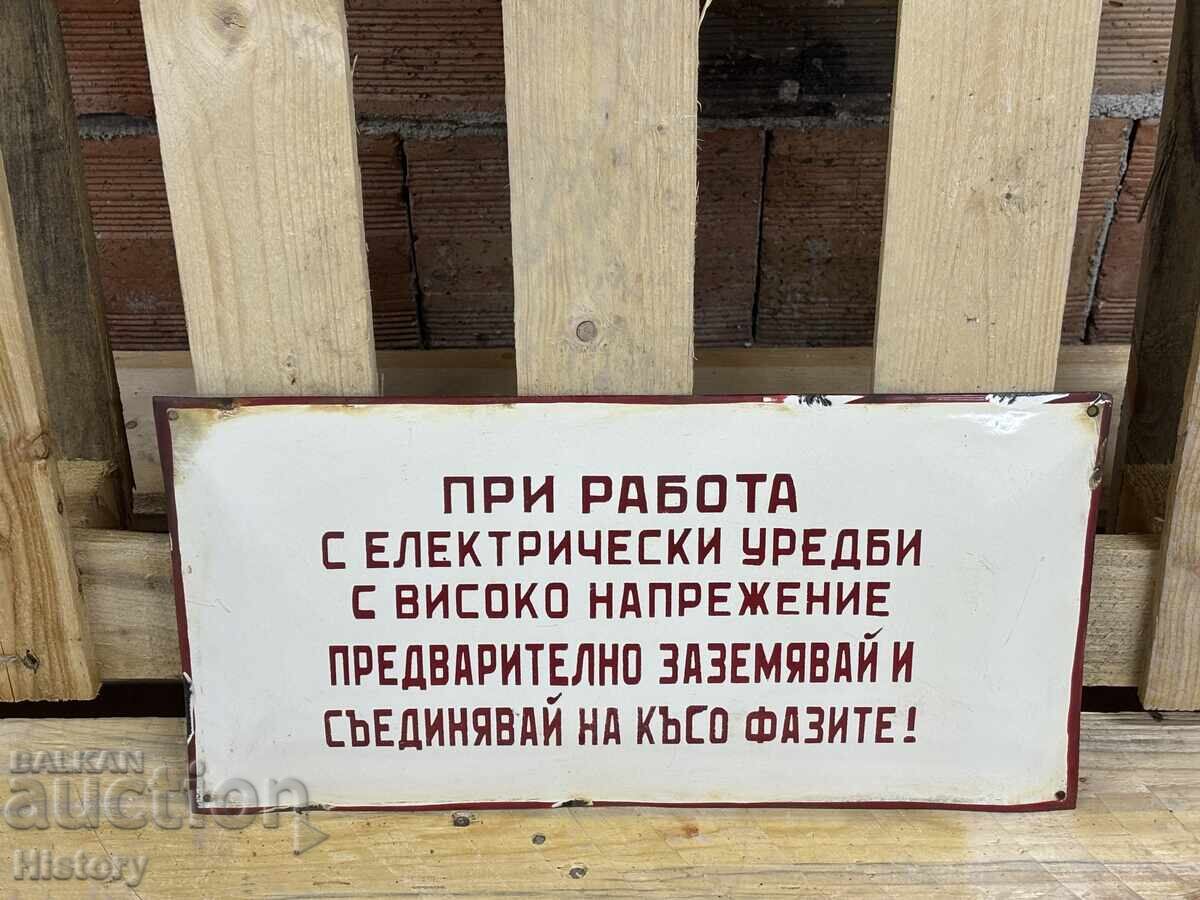 ПРИ РАБОТА
С ЕЛЕКТРИЧЕСКИ УРЕДБИ
С ВИСОКО НАПРЕЖЕНИЕ
ПРЕДВАРИТЕЛНО ЗАЗЕМЯВАЙ И
СЪЕДИНЯВАЙ НА КЪСО ФАЗИТЕ!
BALKAN
auction
History